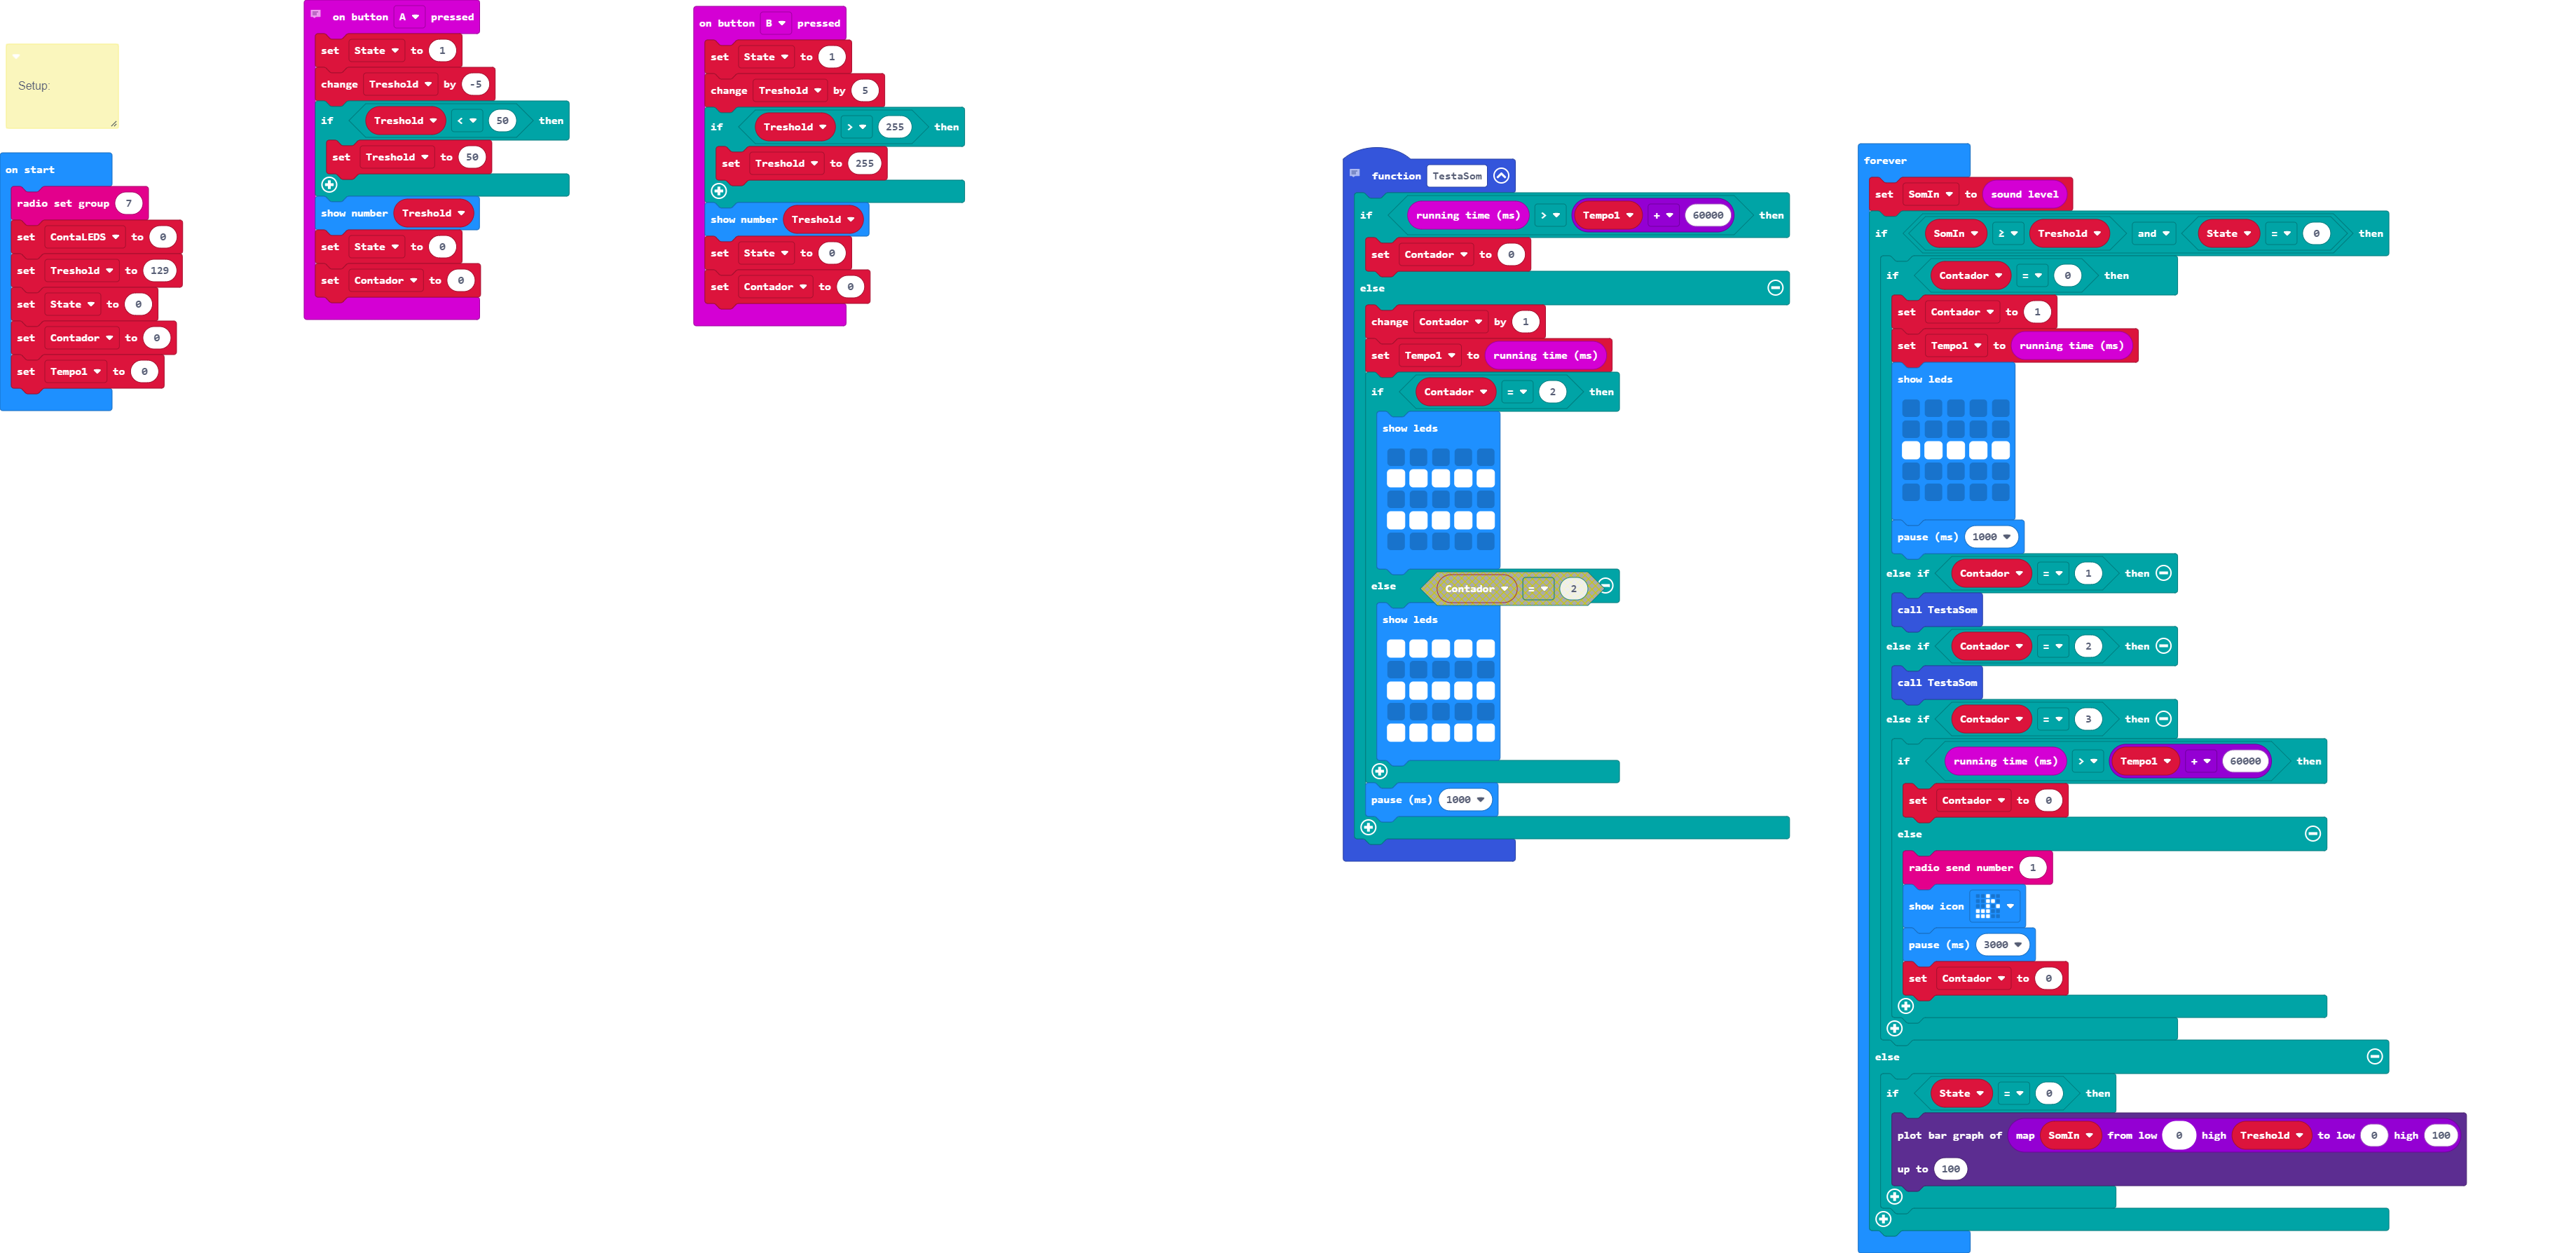 Setup:
on start
radio set group 7
set ContaLEDS to 0
set Treshold to 129
set State to 0
set Contador to 0
set Tempo1 to 0
on button A pressed
set State to 1
change Treshold by -5
if Treshold < 50 then
set Treshold to 50
show number Treshold
set State to 0
set Contador to 0
on button B pressed
set State to 1
change Treshold by 5
if Treshold > 255 then
set Treshold to 255
show number Treshold
set State to 0
set Contador to 0
function TestaSom
if running time (ms) > Tempo1 + 60000 then
set Contador to 0
else
change Contador by 1
set Tempo1 to running time (ms)
if Contador = 2 then
show leds
else Contador = 2
show leds
pause (ms) 1000
forever
set SomIn to sound level
if SomIn ≥ Treshold and State = 0 then
if Contador = 0 then
set Contador to 1
set Tempo1 to running time (ms)
show leds
pause (ms) 1000
else if Contador = 1 then
call TestaSom
else if Contador = 2 then
call TestaSom
else if Contador = 3 then
if running time (ms) > Tempo1 + 60000 then
set Contador to 0
else
radio send number 1
show icon
pause (ms) 3000
set Contador to 0
else
if State = 0 then
plot bar graph of map SomIn from low 0 high Treshold to low 0 high 100
up to 100